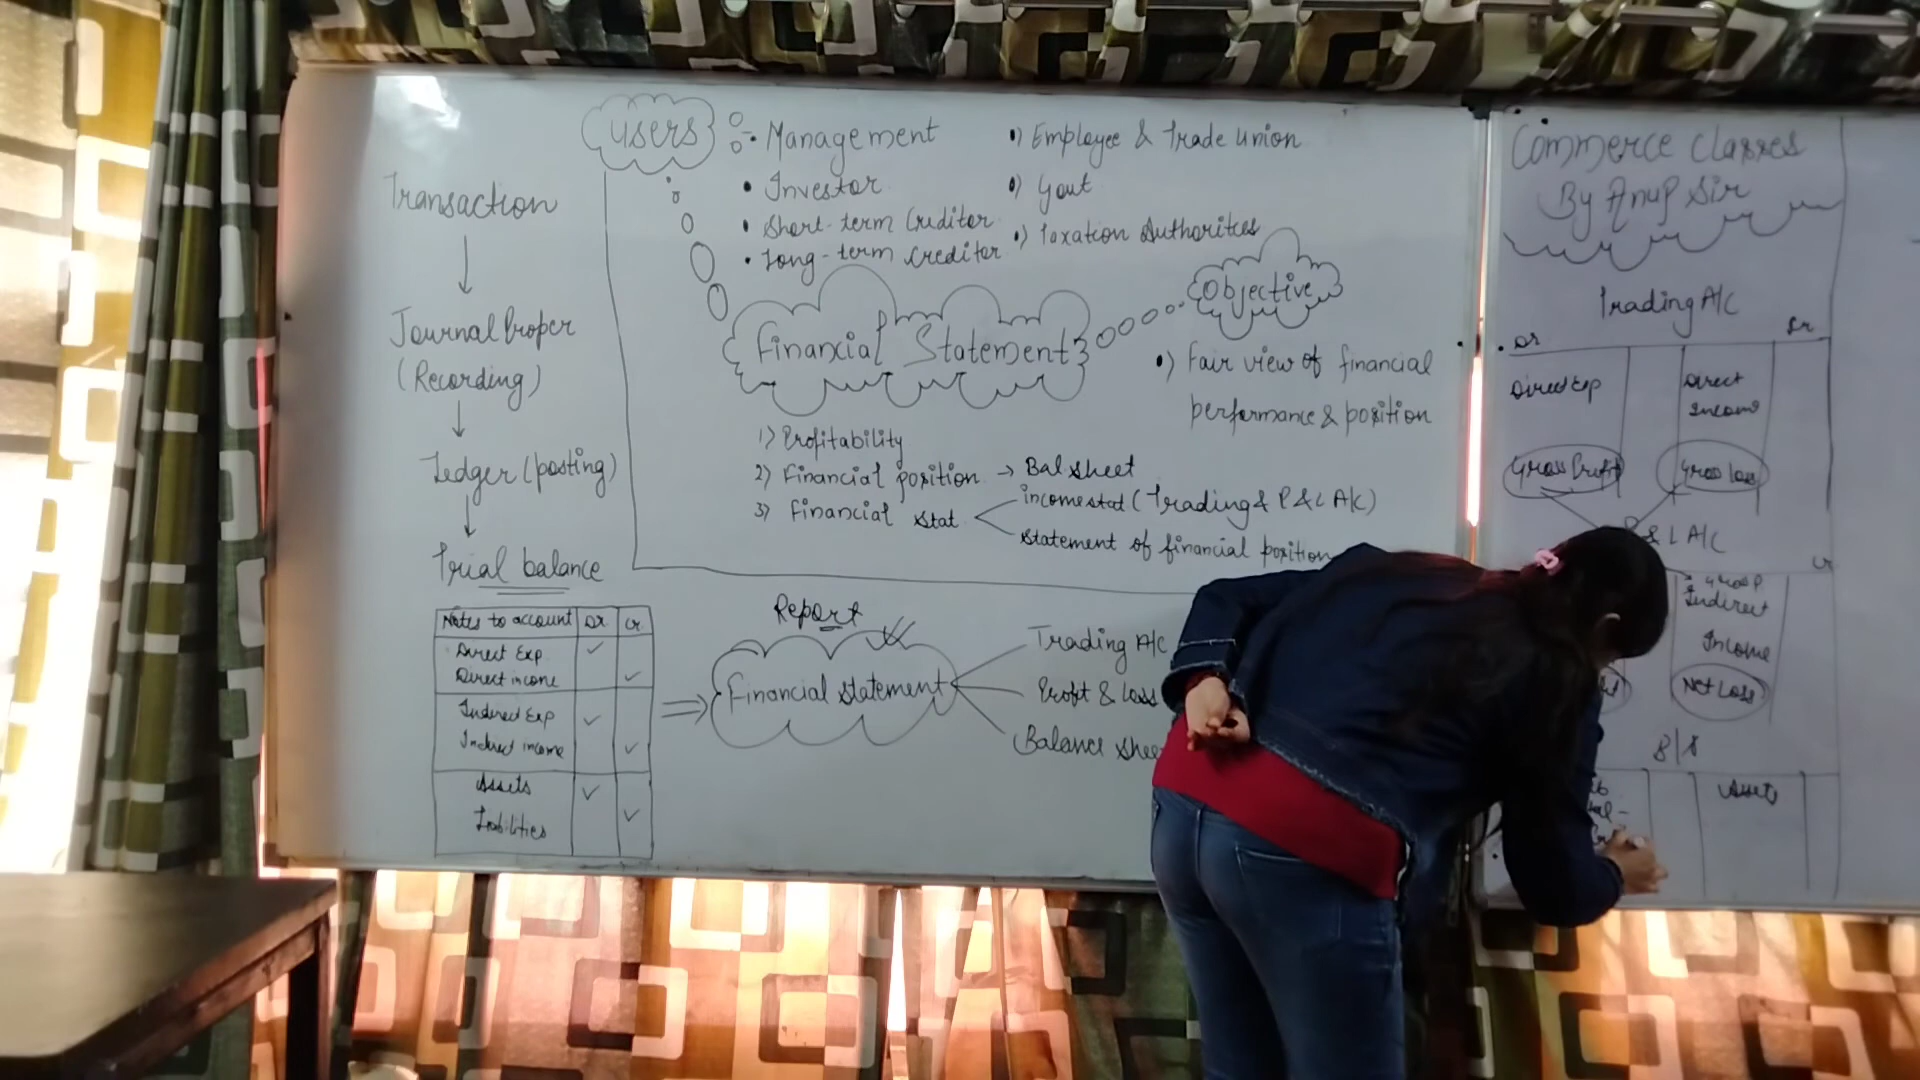 Transaction
Journal Proper
(Recording)
Ledger (posting)
Trial balance
Notes to account Dr Cr
Direct Exp ✓
Direct income ✓
Indirect Exp ✓
Indirect income ✓
Assets ✓
Liabilities ✓
Users
• Management
• Investor
• Short-term Creditor
• Long-term Creditor
•) Employee & Trade union
•) Govt
•) Taxation Authorities
Financial Statement
Objective
•) Fair view of financial
performance & position
1) Profitability
2) Financial position → Bal sheet
3) Financial stat
income stat (Trading & P & L A/C)
statement of financial position
Report
Financial statement
Trading A/C
Profit & Loss
Balance Shee
Commerce Classes
By Anup Sir
Trading A/C
Dr Cr
Direct Exp
Direct
Income
Gross Profit
Gross loss
& L A/C
Cr
Gross P
Indirect
Income
Net Loss
B/S
Assets